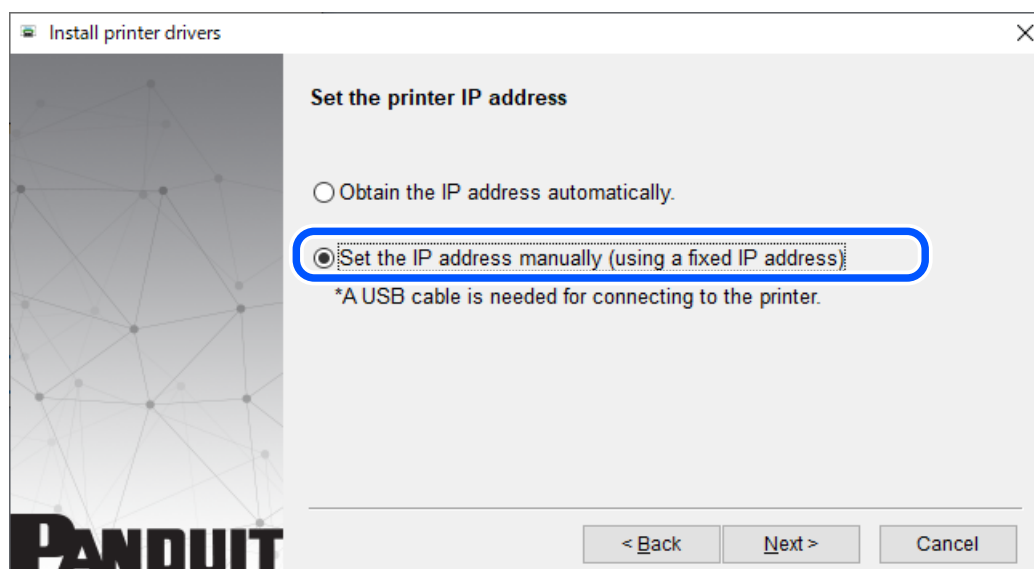 Install printer drivers
Set the printer IP address
Obtain the IP address automatically.
Set the IP address manually (using a fixed IP address)
*A USB cable is needed for connecting to the printer.
PANDUIT
< Back Next > Cancel